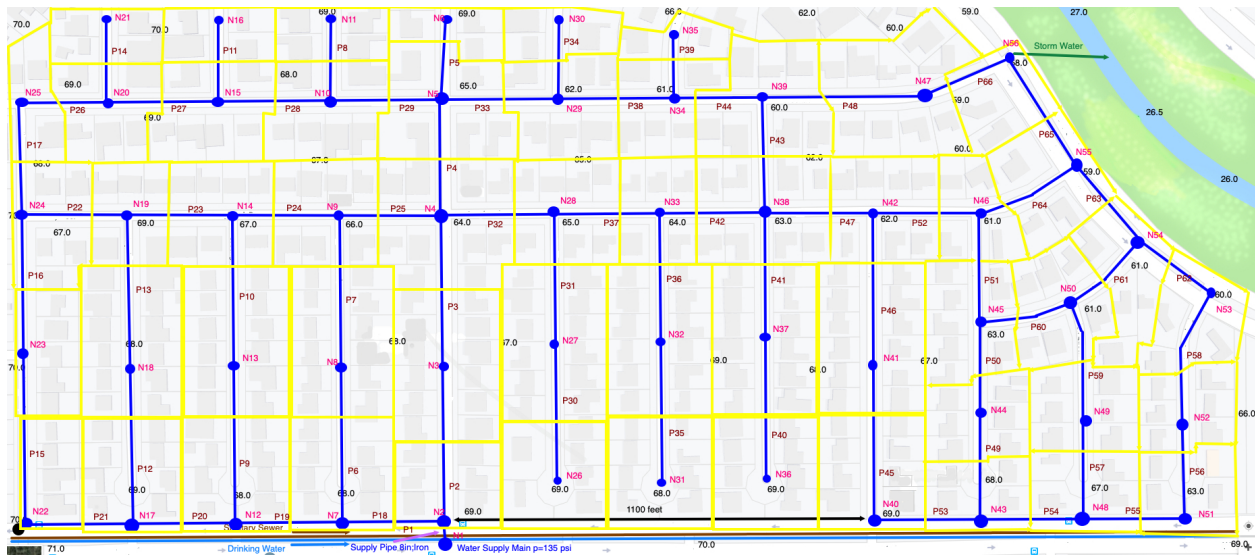 70.0
N21
N16
69.0
N11
N6
69.0
N30
66.0
62.0
59.0
27.0
70.0
60.0
N35
N56
Storm Water
P14
P11
P8
P5
P34
P39
58.0
69.0
68.0
65.0
62.0
61.0
P66
N25
N20
N15
N10
N5
N29
N34
N39
N47
P26
P27
P28
P29
P33
P38
P44
60.0
P48
59.0
26.5
69.0
P17
P43
P65
68.0
67.0
P4
65.0
62.0
60.0
N55
59.0
26.0
N24
P22
N19
P23
N14
P24
N9
P25
N4
N28
N33
N38
N42
N46
P64
P63
67.0
69.0
67.0
66.0
64.0
P32
65.0
P37
64.0
P42
63.0
P47
62.0
P52
61.0
N54
61.0
P16
P13
P10
P7
P3
P31
P36
P41
P46
P51
P61
P62
60.0
N53
N50
61.0
N45
63.0
P60
N23
70.0
68.0
N18
N13
N8
68.0
N3
67.0
N27
N32
69.0
N37
68.0
N41
67.0
P50
P58
P59
P30
N44
N49
N52
66.0
P15
P12
P9
P6
P2
P35
P40
P45
P49
P57
P56
69.0
68.0
68.0
N26
69.0
N31
68.0
N36
69.0
68.0
67.0
63.0
N22
P21
N17
P20
N12
P19
N7
P18
N2
69.0
1100 feet
N40
69.0
P53
N43
P54
N48
P55
N51
Sanitary Sewer
P1
N1
71.0
Drinking Water
Supply Pipe 8in,Iron
Water Supply Main p=135 psi
70.0
69.0